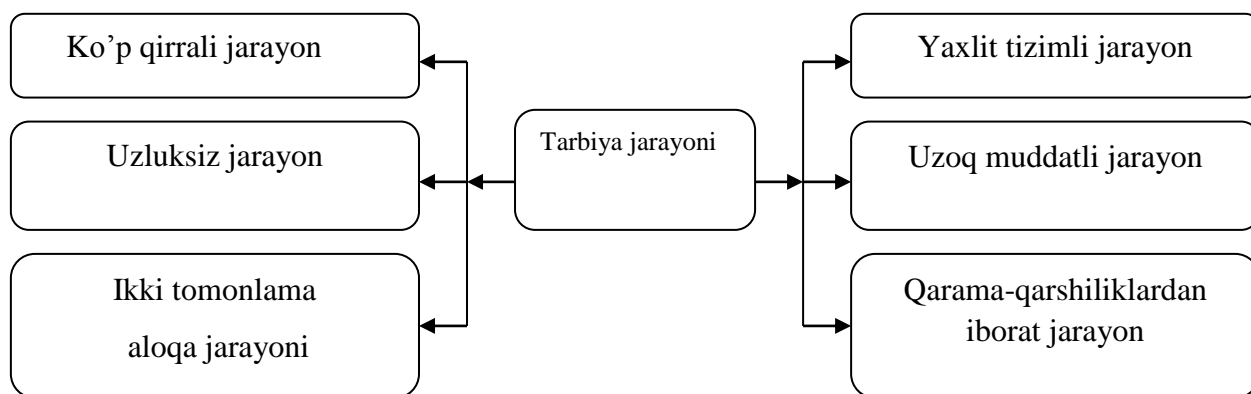 Ko’p qirrali jarayon
Uzluksiz jarayon
Ikki tomonlama
aloqa jarayoni
Tarbiya jarayoni
Yaxlit tizimli jarayon
Uzoq muddatli jarayon
Qarama-qarshiliklardan
iborat jarayon